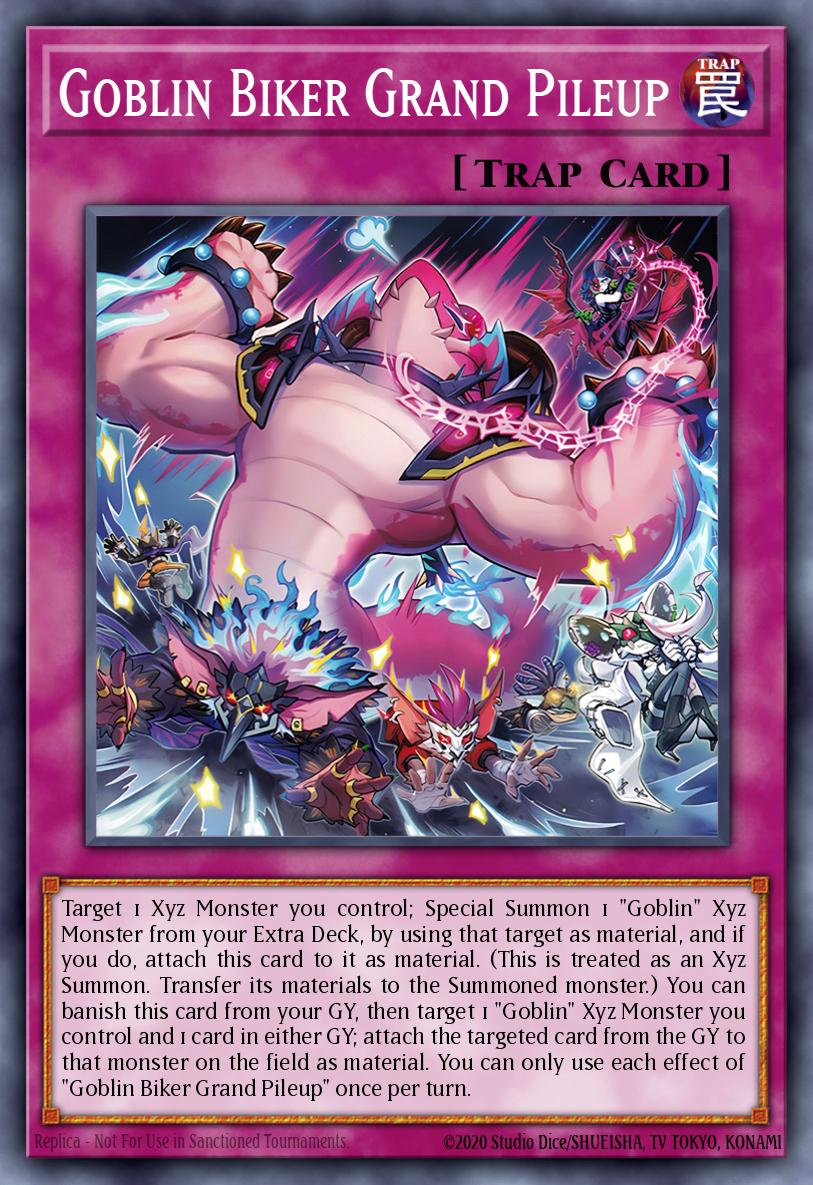 Goblin Biker Grand Pileup
TRAP
罠
[Trap Card]
Target 1 Xyz Monster you control; Special Summon 1 "Goblin" Xyz
Monster from your Extra Deck, by using that target as material, and if
you do, attach this card to it as material. (This is treated as an Xyz
Summon. Transfer its materials to the Summoned monster.) You can
banish this card from your GY, then target 1 "Goblin" Xyz Monster you
control and 1 card in either GY; attach the targeted card from the GY to
that monster on the field as material. You can only use each effect of
"Goblin Biker Grand Pileup" once per turn.
Replica - Not For Use in Sanctioned Tournaments.
©2020 Studio Dice/SHUEISHA, TV TOKYO, KONAMI